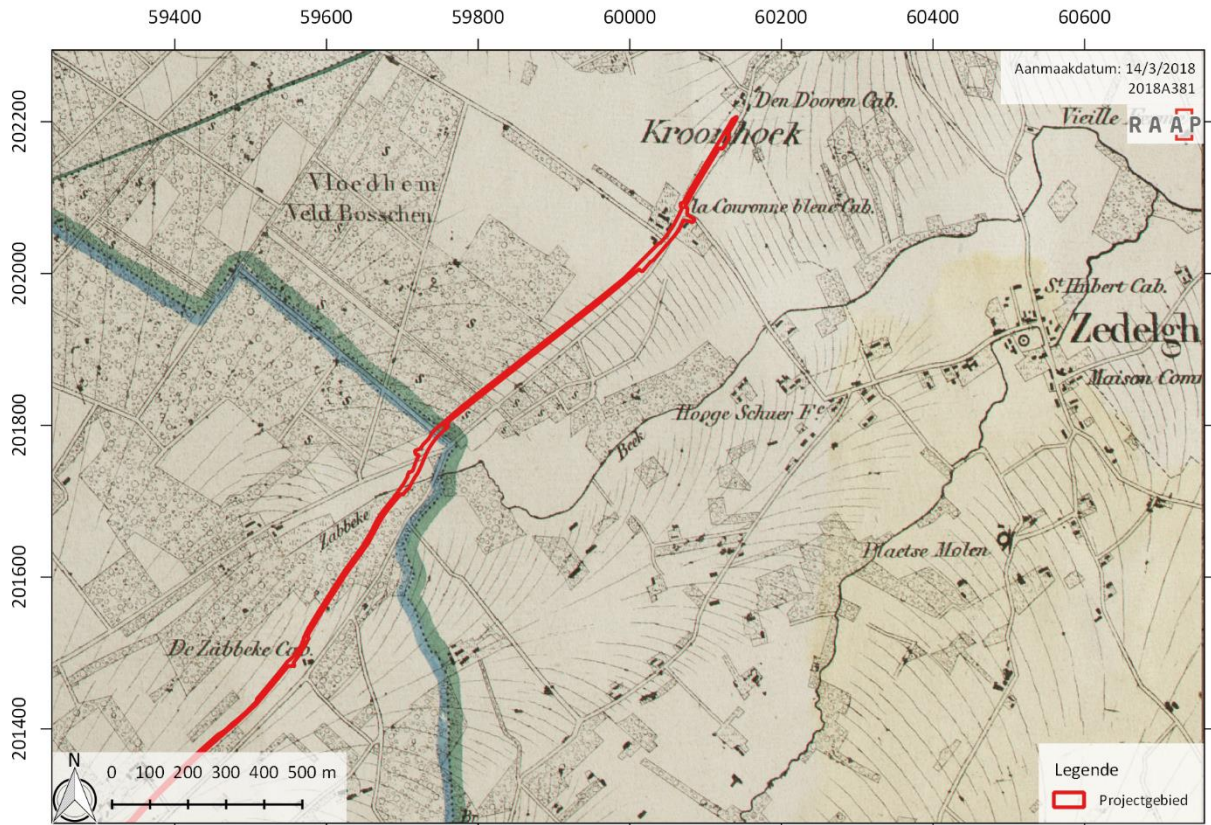 59400 59600 59800 60000 60200 60400 60600
Aanmaakdatum: 14/3/2018
2018A381
RAAP
202200
202000
201800
201600
201400
Den Dooren Cab.
Kroonhoek
Vieille
Vloedhem
Veld Bosschen
la Couronne bleue Cab.
St Hubert Cab.
Zedelgh
Maison Com
Hooge Schuer Fe
Beek
Zabbeke
Plaetse Molen
De Zabbeke Cab.
Br
N
0 100 200 300 400 500 m
Legende
Projectgebied
s s s s s s s s s s s s s